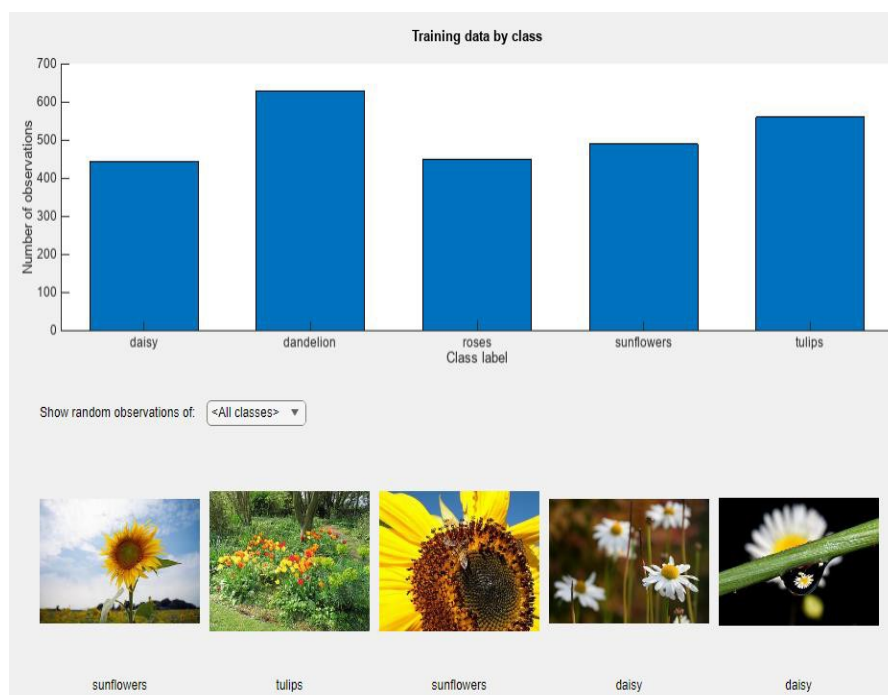 Training data by class
Number of observations
700
600
500
400
300
200
100
0
daisy dandelion roses sunflowers tulips
Class label
Show random observations of: <All classes>
sunflowers tulips sunflowers daisy daisy